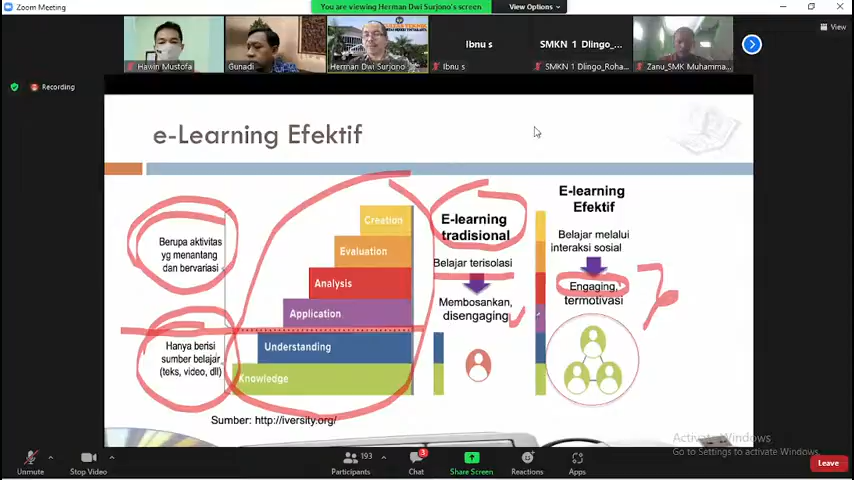 Zoom Meeting
You are viewing Herman Dwi Surjono's screen
View Options
View
Recording
Hawin Mustofa
Gunadi
Herman Dwi Surjono
Ibnu s
Ibnu s
SMKN 1 Dlingo_...
SMKN 1 Dlingo_Roha...
Zanu_SMK Muhamma...
e-Learning Efektif
Berupa aktivitas
yg menantang
dan bervariasi
Hanya berisi
sumber belajar
(teks, video, dll)
Creation
Evaluation
Analysis
Application
Understanding
Knowledge
E-learning
tradisional
Belajar terisolasi
Membosankan,
disengaging
E-learning
Efektif
Belajar melalui
interaksi sosial
Engaging,
termotivasi
Sumber: http://iversity.org/
Activate Windows
Go to Settings to activate Windows.
Unmute
Stop Video
193
Participants
3
Chat
Share Screen
Reactions
Apps
Leave